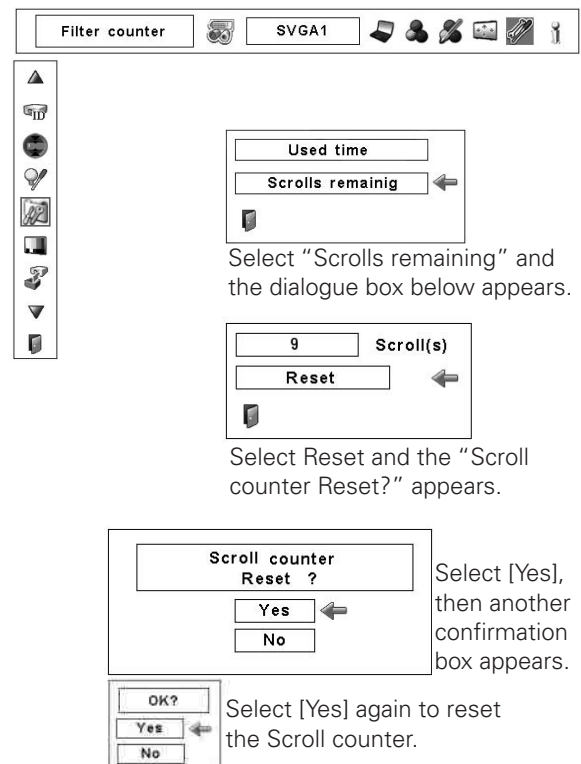 Filter counter
SVGA1
i
ID
Used time
Scrolls remainig
Select “Scrolls remaining” and
the dialogue box below appears.
9 Scroll(s)
Reset
Select Reset and the “Scroll
counter Reset?” appears.
Scroll counter
Reset ?
Yes
No
Select [Yes],
then another
confirmation
box appears.
OK?
Yes
No
Select [Yes] again to reset
the Scroll counter.